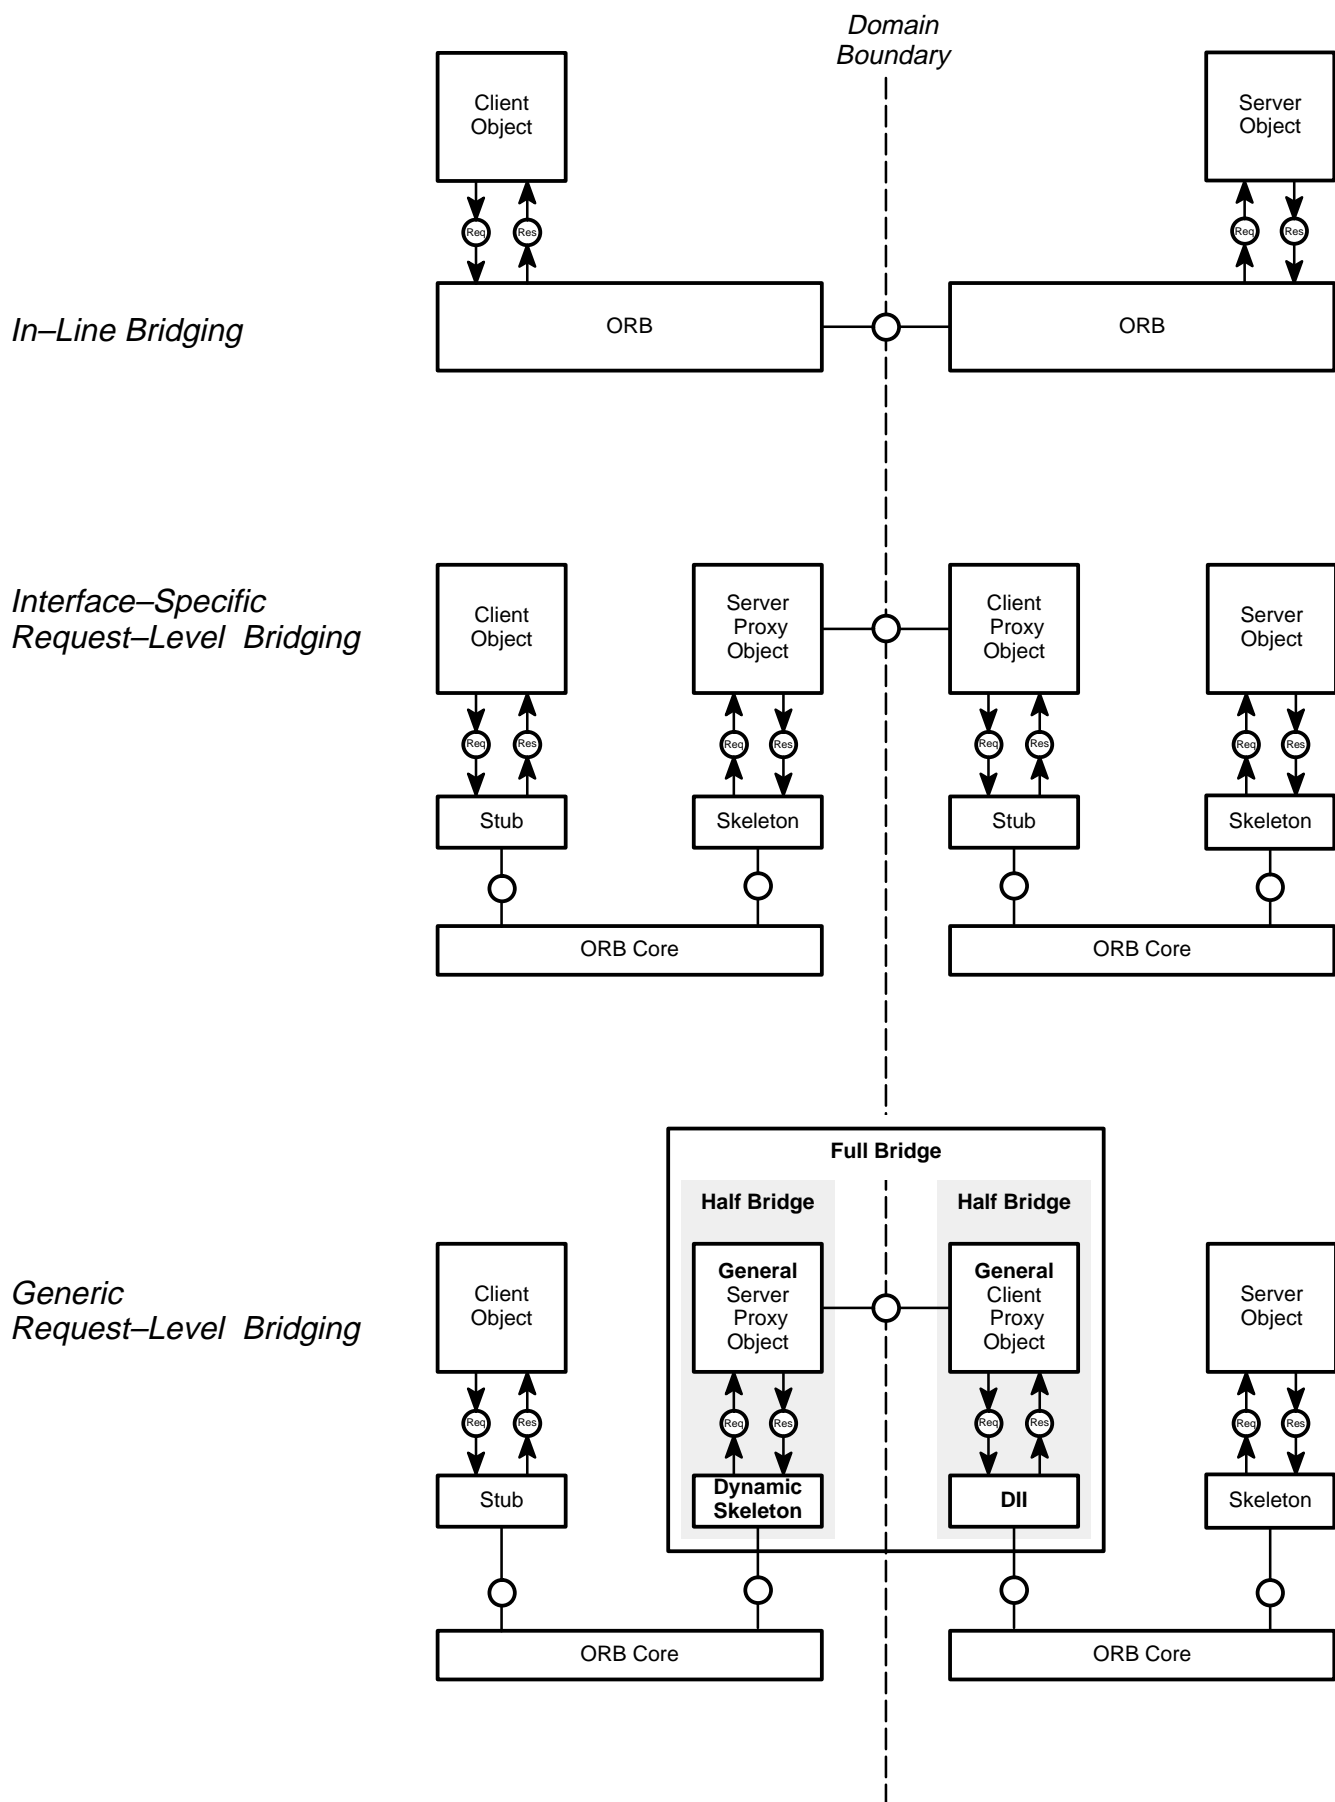 Domain
Boundary
Client
Object
Server
Object
Req
Res
Req
Res
In–Line Bridging
ORB
ORB
Interface–Specific
Request–Level Bridging
Client
Object
Server
Proxy
Object
Client
Proxy
Object
Server
Object
Req
Res
Req
Res
Req
Res
Req
Res
Stub
Skeleton
Stub
Skeleton
ORB Core
ORB Core
Full Bridge
Half Bridge
Half Bridge
Generic
Request–Level Bridging
Client
Object
General
Server
Proxy
Object
General
Client
Proxy
Object
Server
Object
Req
Res
Req
Res
Req
Res
Req
Res
Stub
Dynamic
Skeleton
DII
Skeleton
ORB Core
ORB Core